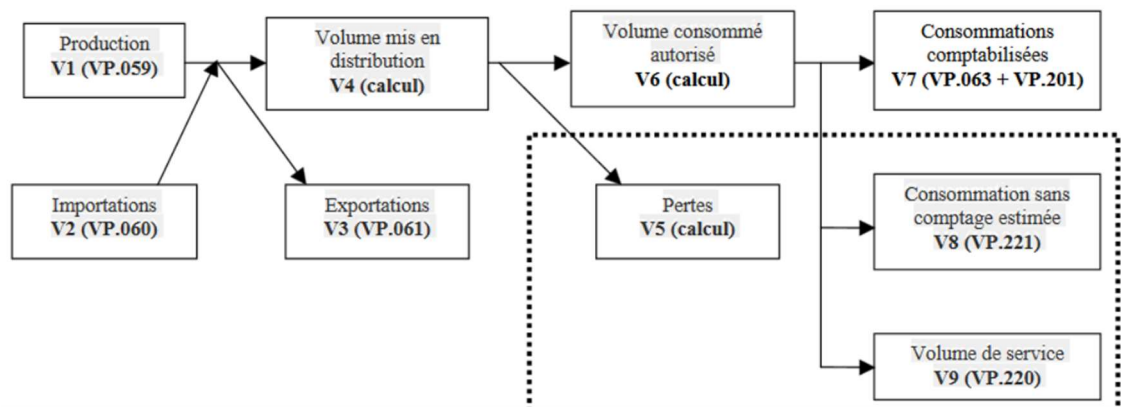 Production
V1 (VP.059)
Volume mis en
distribution
V4 (calcul)
Volume consommé
autorisé
V6 (calcul)
Consommations
comptabilisées
V7 (VP.063 + VP.201)
Importations
V2 (VP.060)
Exportations
V3 (VP.061)
Pertes
V5 (calcul)
Consommation sans
comptage estimée
V8 (VP.221)
Volume de service
V9 (VP.220)